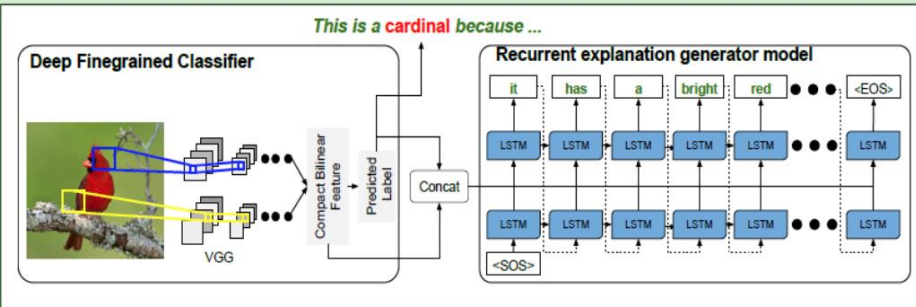 This is a cardinal because ...
Deep Finegrained Classifier
VGG
Compact Bilinear
Feature
Predicted
Label
Concat
Recurrent explanation generator model
it has a bright red <EOS>
LSTM LSTM LSTM LSTM LSTM LSTM
LSTM LSTM LSTM LSTM LSTM LSTM
<SOS>